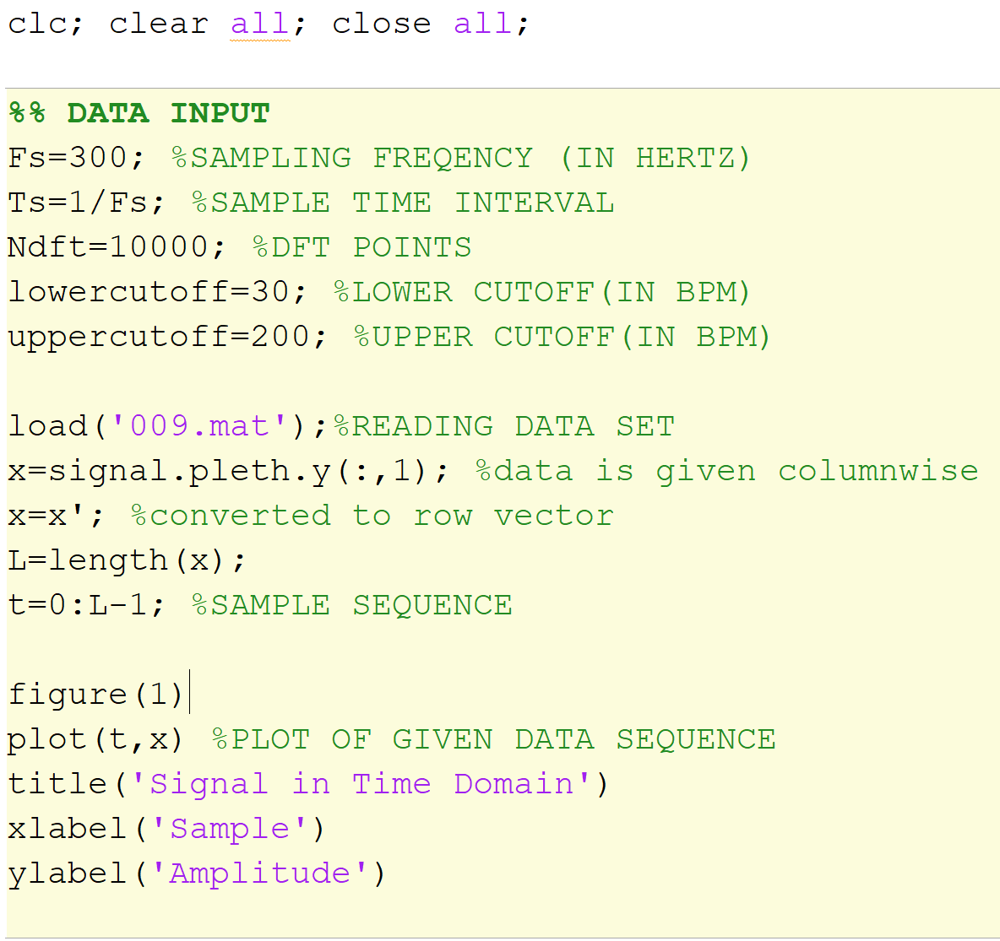 clc; clear all; close all;
%% DATA INPUT
Fs=300; %SAMPLING FREQENCY (IN HERTZ)
Ts=1/Fs; %SAMPLE TIME INTERVAL
Ndft=10000; %DFT POINTS
lowercutoff=30; %LOWER CUTOFF(IN BPM)
uppercutoff=200; %UPPER CUTOFF(IN BPM)
load('009.mat');%READING DATA SET
x=signal.pleth.y(:,1); %data is given columnwise
x=x'; %converted to row vector
L=length(x);
t=0:L-1; %SAMPLE SEQUENCE
figure(1)
plot(t,x) %PLOT OF GIVEN DATA SEQUENCE
title('Signal in Time Domain')
xlabel('Sample')
ylabel('Amplitude')